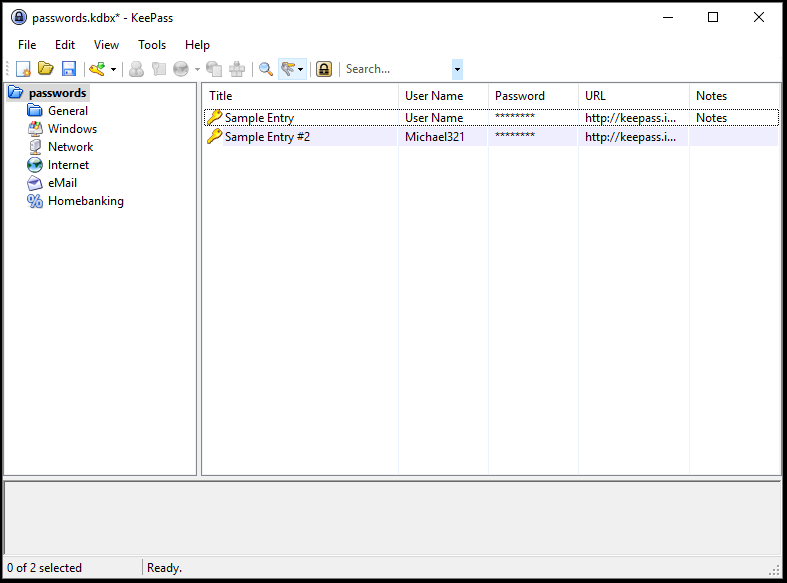 passwords.kdbx* - KeePass
File Edit View Tools Help
Search...
passwords
General
Windows
Network
Internet
eMail
Homebanking
Title User Name Password URL Notes
Sample Entry User Name ******** http://keepass.i... Notes
Sample Entry #2 Michael321 ******** http://keepass.i...
0 of 2 selected Ready.